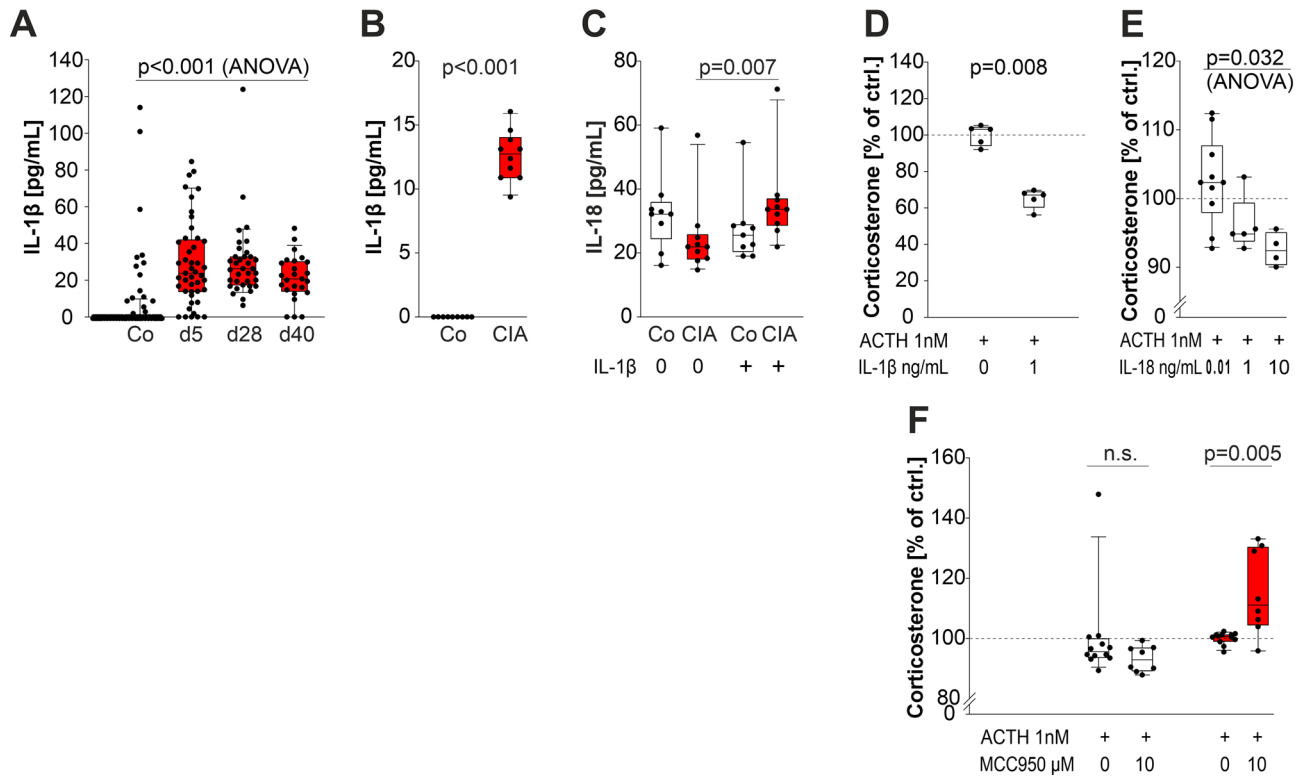 A
IL-1β [pg/mL]
140
120
100
80
60
40
20
0
p<0.001 (ANOVA)
Co d5 d28 d40
B
IL-1β [pg/mL]
20
15
10
5
0
p<0.001
Co CIA
C
IL-18 [pg/mL]
80
60
40
20
0
p=0.007
Co CIA Co CIA
IL-1β 0 0 + +
D
Corticosterone [% of ctrl.]
140
120
100
80
60
40
20
0
p=0.008
ACTH 1nM + +
IL-1β ng/mL 0 1
E
Corticosterone [% of ctrl.]
120
110
100
90
0
p=0.032
(ANOVA)
ACTH 1nM + + +
IL-18 ng/mL 0.01 1 10
F
Corticosterone [% of ctrl.]
160
140
120
100
80
0
n.s.
p=0.005
ACTH 1nM + + + +
MCC950 µM 0 10 0 10